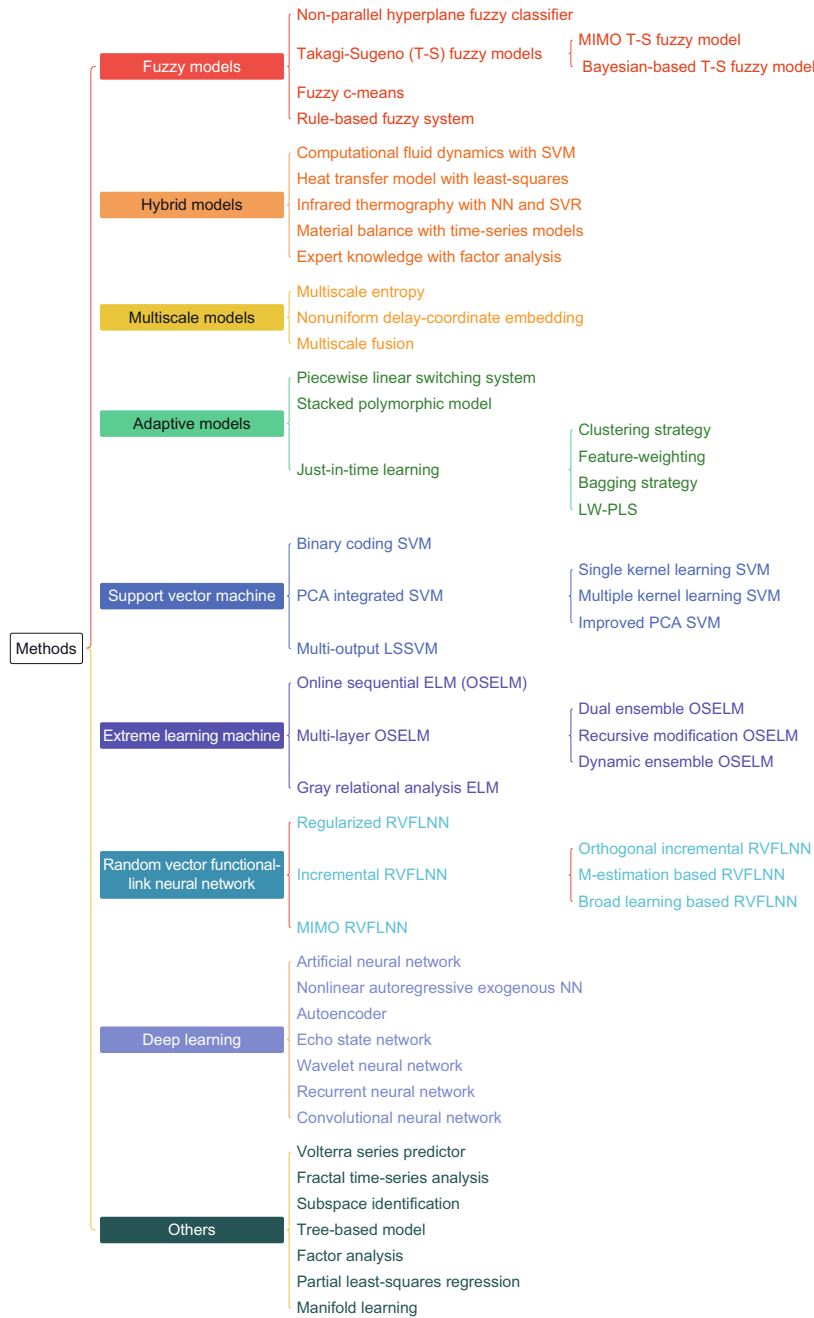 Methods
Fuzzy models
Non-parallel hyperplane fuzzy classifier
Takagi-Sugeno (T-S) fuzzy models
MIMO T-S fuzzy model
Bayesian-based T-S fuzzy model
Fuzzy c-means
Rule-based fuzzy system
Hybrid models
Computational fluid dynamics with SVM
Heat transfer model with least-squares
Infrared thermography with NN and SVR
Material balance with time-series models
Expert knowledge with factor analysis
Multiscale models
Multiscale entropy
Nonuniform delay-coordinate embedding
Multiscale fusion
Adaptive models
Piecewise linear switching system
Stacked polymorphic model
Just-in-time learning
Clustering strategy
Feature-weighting
Bagging strategy
LW-PLS
Support vector machine
Binary coding SVM
PCA integrated SVM
Single kernel learning SVM
Multiple kernel learning SVM
Improved PCA SVM
Multi-output LSSVM
Extreme learning machine
Online sequential ELM (OSELM)
Multi-layer OSELM
Dual ensemble OSELM
Recursive modification OSELM
Dynamic ensemble OSELM
Gray relational analysis ELM
Random vector functional-
link neural network
Regularized RVFLNN
Incremental RVFLNN
Orthogonal incremental RVFLNN
M-estimation based RVFLNN
Broad learning based RVFLNN
MIMO RVFLNN
Deep learning
Artificial neural network
Nonlinear autoregressive exogenous NN
Autoencoder
Echo state network
Wavelet neural network
Recurrent neural network
Convolutional neural network
Others
Volterra series predictor
Fractal time-series analysis
Subspace identification
Tree-based model
Factor analysis
Partial least-squares regression
Manifold learning